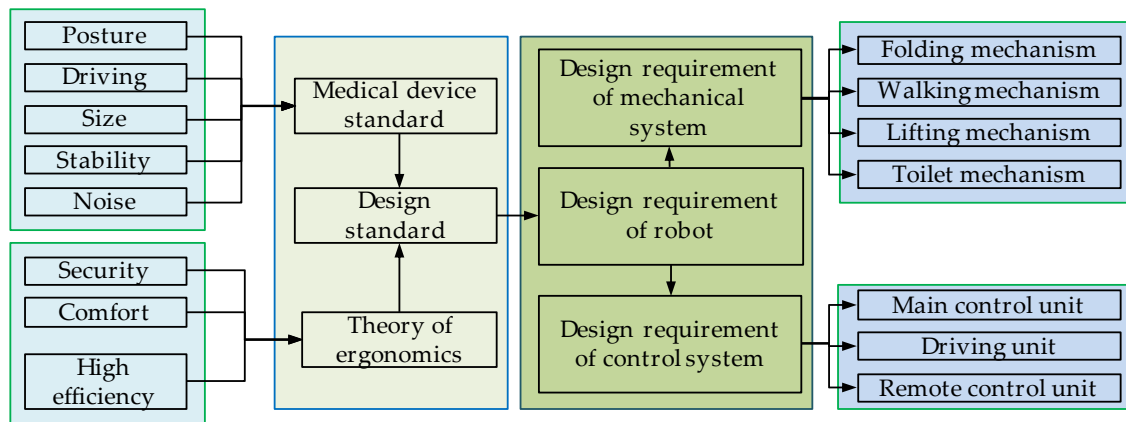 Posture
Driving
Size
Stability
Noise
Security
Comfort
High
efficiency
Medical device
standard
Design
standard
Theory of
ergonomics
Design requirement
of mechanical
system
Design requirement
of robot
Design requirement
of control system
Folding mechanism
Walking mechanism
Lifting mechanism
Toilet mechanism
Main control unit
Driving unit
Remote control unit